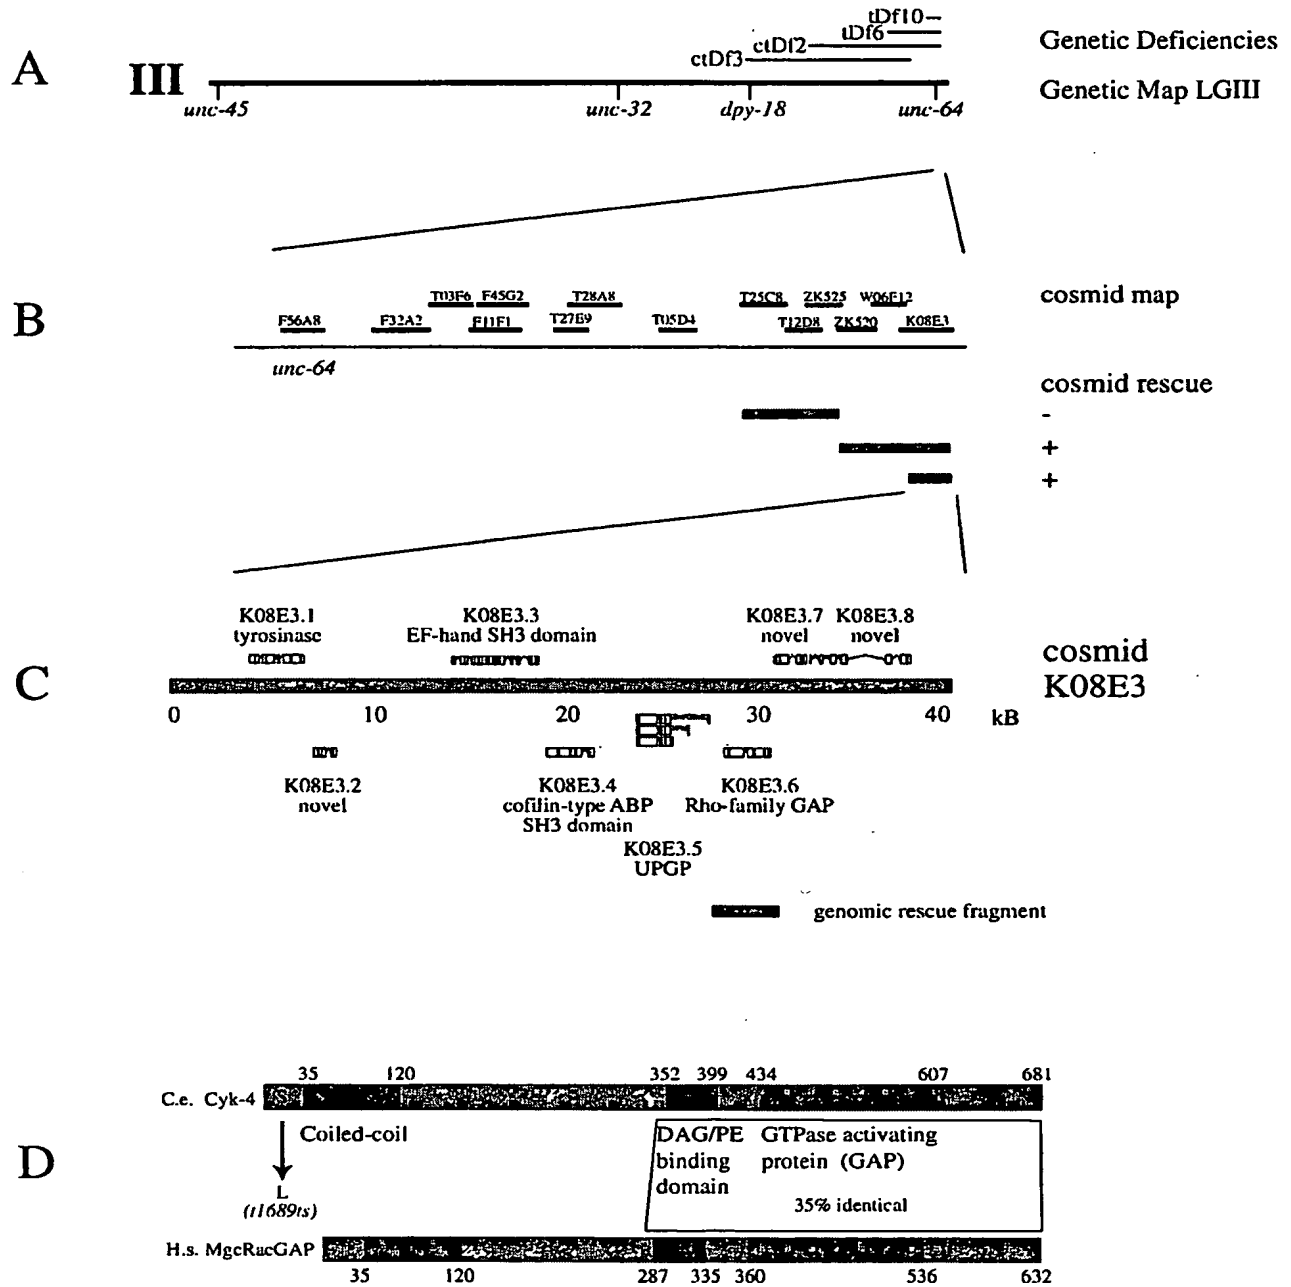 tDf10
tDf6
ctDf2
ctDf3
Genetic Deficiencies
A
III
Genetic Map LGIII
unc-45 unc-32 dpy-18 unc-64
B
T03F6 F45G2 T28A8 T25C8 ZK525 W06F12
cosmid map
F56A8 F32A2 F11F1 T27E9 T05D4 T12D8 ZK520 K08E3
unc-64
cosmid rescue
-
+
+
K08E3.1 K08E3.3 K08E3.7 K08E3.8
tyrosinase EF-hand SH3 domain novel novel
C
cosmid
K08E3
0 10 20 30 40 kB
K08E3.2 K08E3.4 K08E3.6
novel cofilin-type ABP Rho-family GAP
SH3 domain
K08E3.5
UPGP
genomic rescue fragment
35 120 352 399 434 607 681
C.e. Cyk-4 S
D
Coiled-coil
DAG/PE GTPase activating
binding protein (GAP)
domain
35% identical
L
(t1689ts)
H.s. MgcRacGAP
35 120 287 335 360 536 632